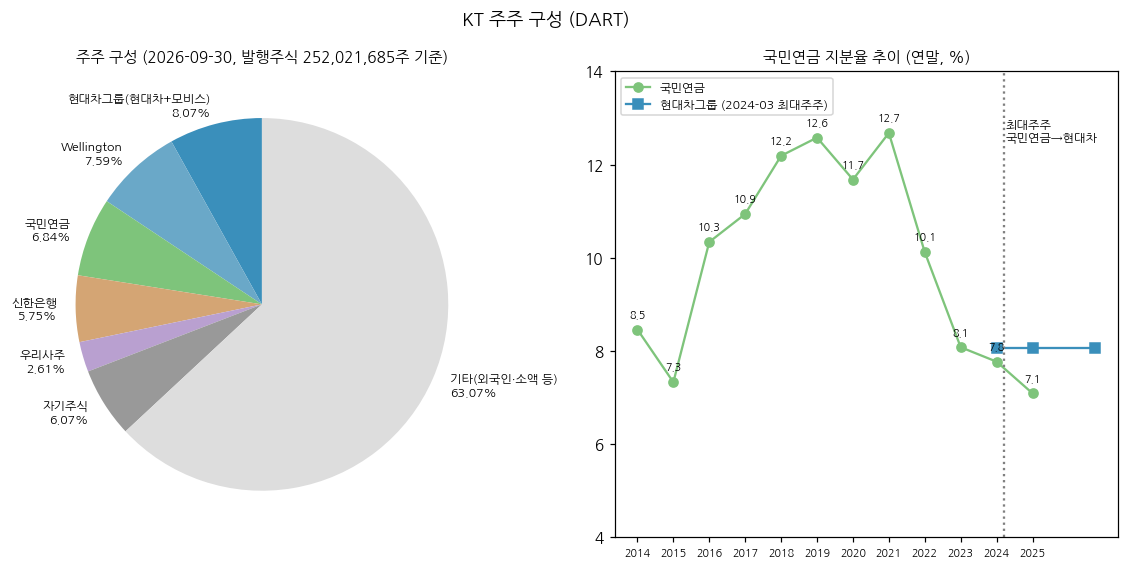 KT 주주 구성 (DART)
주주 구성 (2026-09-30, 발행주식 252,021,685주 기준)
현대차그룹(현대차+모비스)
8.07%
Wellington
7.59%
국민연금
6.84%
신한은행
5.75%
우리사주
2.61%
자기주식
6.07%
기타(외국인·소액 등)
63.07%
국민연금 지분율 추이 (연말, %)
국민연금
현대차그룹 (2024-03 최대주주)
최대주주
국민연금→현대차
14
12
10
8
6
4
8.5
7.3
10.3
10.9
12.2
12.6
11.7
12.7
10.1
8.1
7.8
7.1
2014 2015 2016 2017 2018 2019 2020 2021 2022 2023 2024 2025